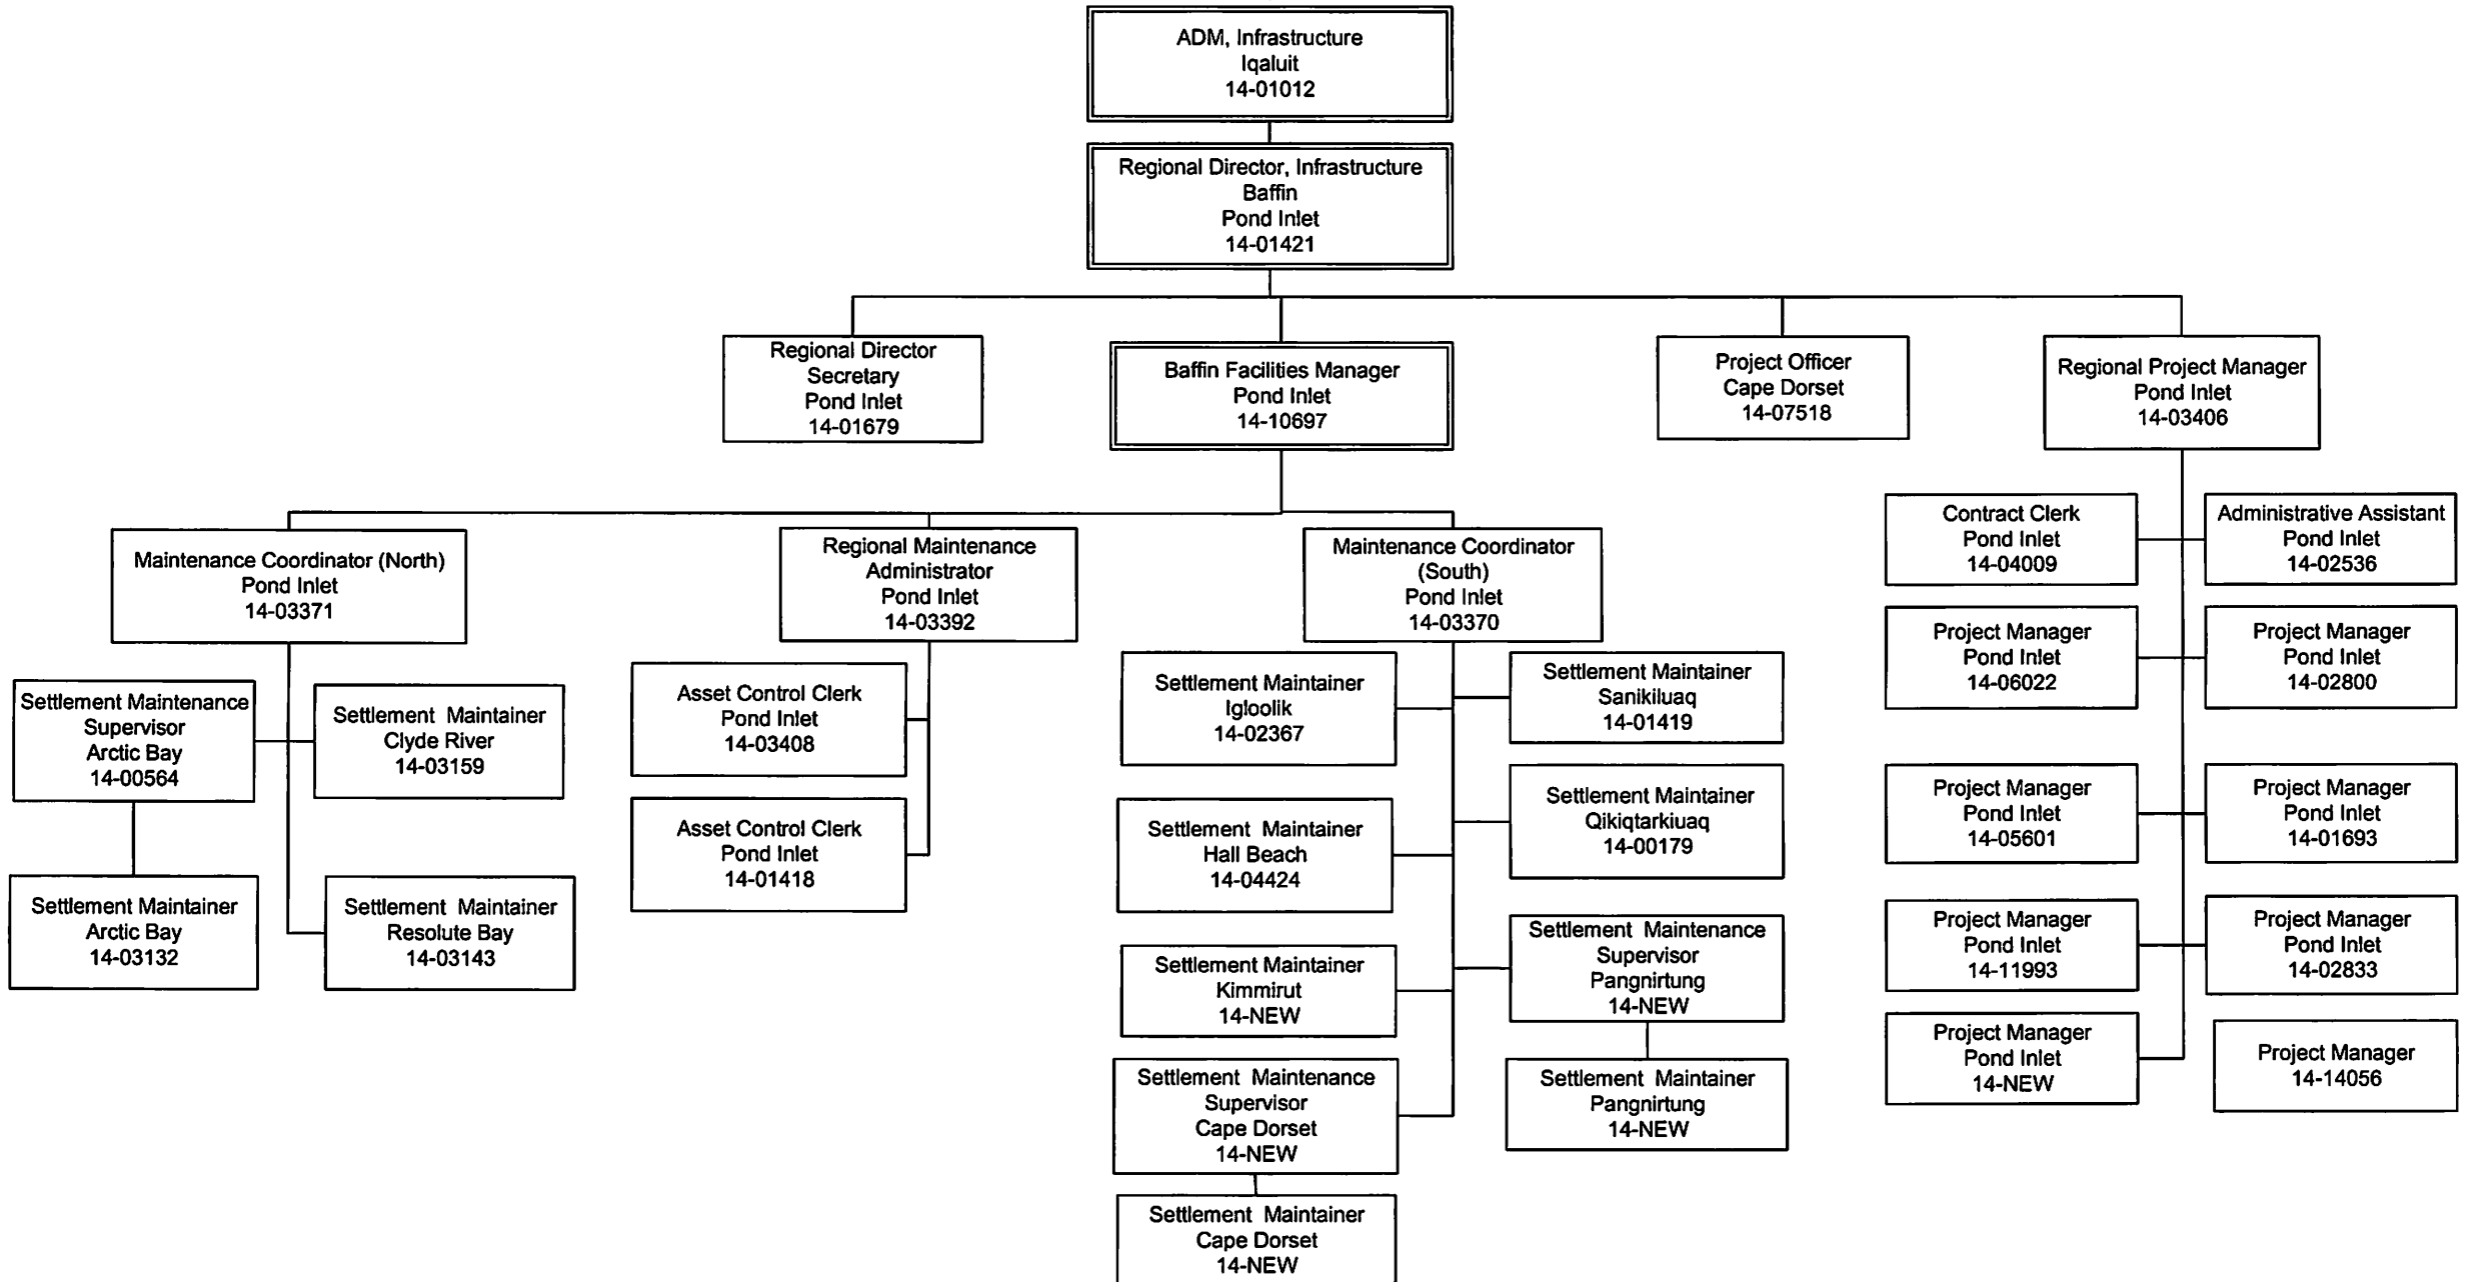 ADM, Infrastructure
Iqaluit
14-01012
Regional Director, Infrastructure
Baffin
Pond Inlet
14-01421
Regional Director
Secretary
Pond Inlet
14-01679
Baffin Facilities Manager
Pond Inlet
14-10697
Project Officer
Cape Dorset
14-07518
Regional Project Manager
Pond Inlet
14-03406
Maintenance Coordinator (North)
Pond Inlet
14-03371
Regional Maintenance
Administrator
Pond Inlet
14-03392
Maintenance Coordinator
(South)
Pond Inlet
14-03370
Contract Clerk
Pond Inlet
14-04009
Administrative Assistant
Pond Inlet
14-02536
Settlement Maintenance
Supervisor
Arctic Bay
14-00564
Settlement Maintainer
Clyde River
14-03159
Settlement Maintainer
Arctic Bay
14-03132
Settlement Maintainer
Resolute Bay
14-03143
Asset Control Clerk
Pond Inlet
14-03408
Asset Control Clerk
Pond Inlet
14-01418
Settlement Maintainer
Igloolik
14-02367
Settlement Maintainer
Sanikiluaq
14-01419
Settlement Maintainer
Hall Beach
14-04424
Settlement Maintainer
Qikiqtarkiuaq
14-00179
Settlement Maintainer
Kimmirut
14-NEW
Settlement Maintenance
Supervisor
Pangnirtung
14-NEW
Settlement Maintenance
Supervisor
Cape Dorset
14-NEW
Settlement Maintainer
Pangnirtung
14-NEW
Settlement Maintainer
Cape Dorset
14-NEW
Project Manager
Pond Inlet
14-06022
Project Manager
Pond Inlet
14-02800
Project Manager
Pond Inlet
14-05601
Project Manager
Pond Inlet
14-01693
Project Manager
Pond Inlet
14-11993
Project Manager
Pond Inlet
14-02833
Project Manager
Pond Inlet
14-NEW
Project Manager
14-14056